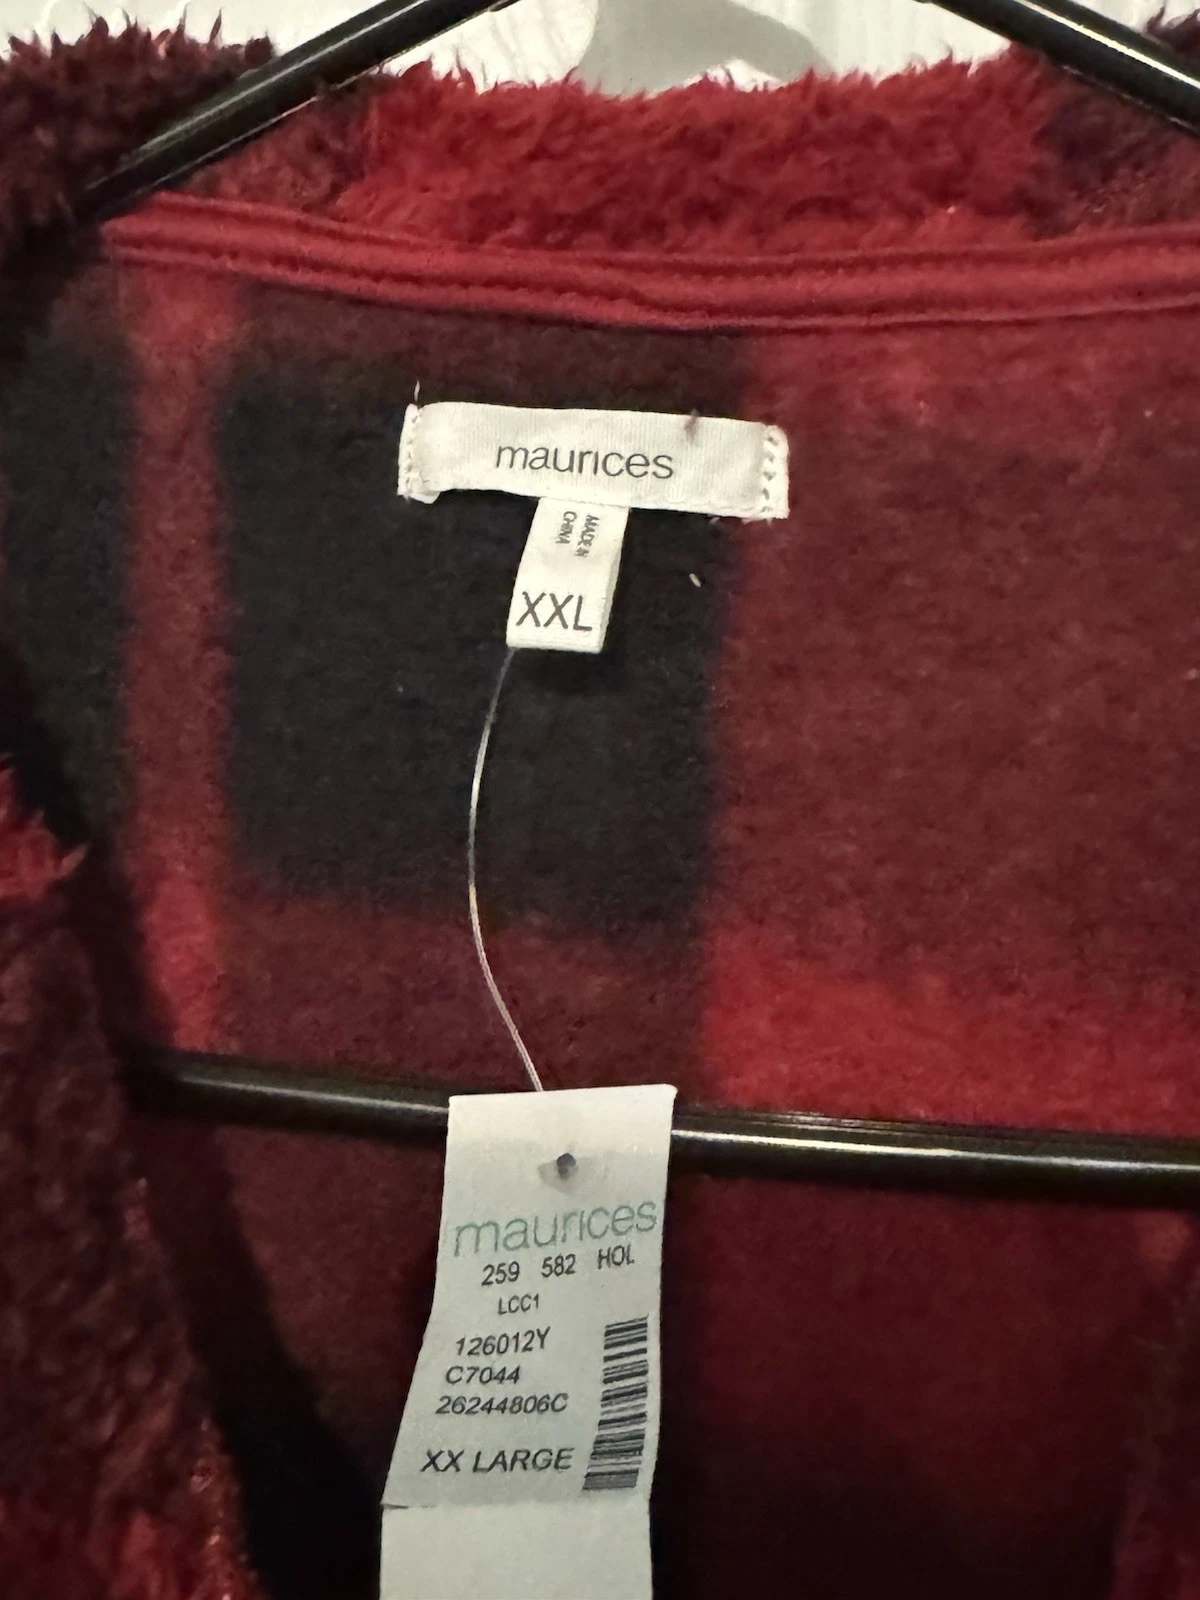 maurices
MADE IN
CHINA
XXL
maurices
259 582 HOL
LCC1
126012Y
C7044
26244806C
XX LARGE